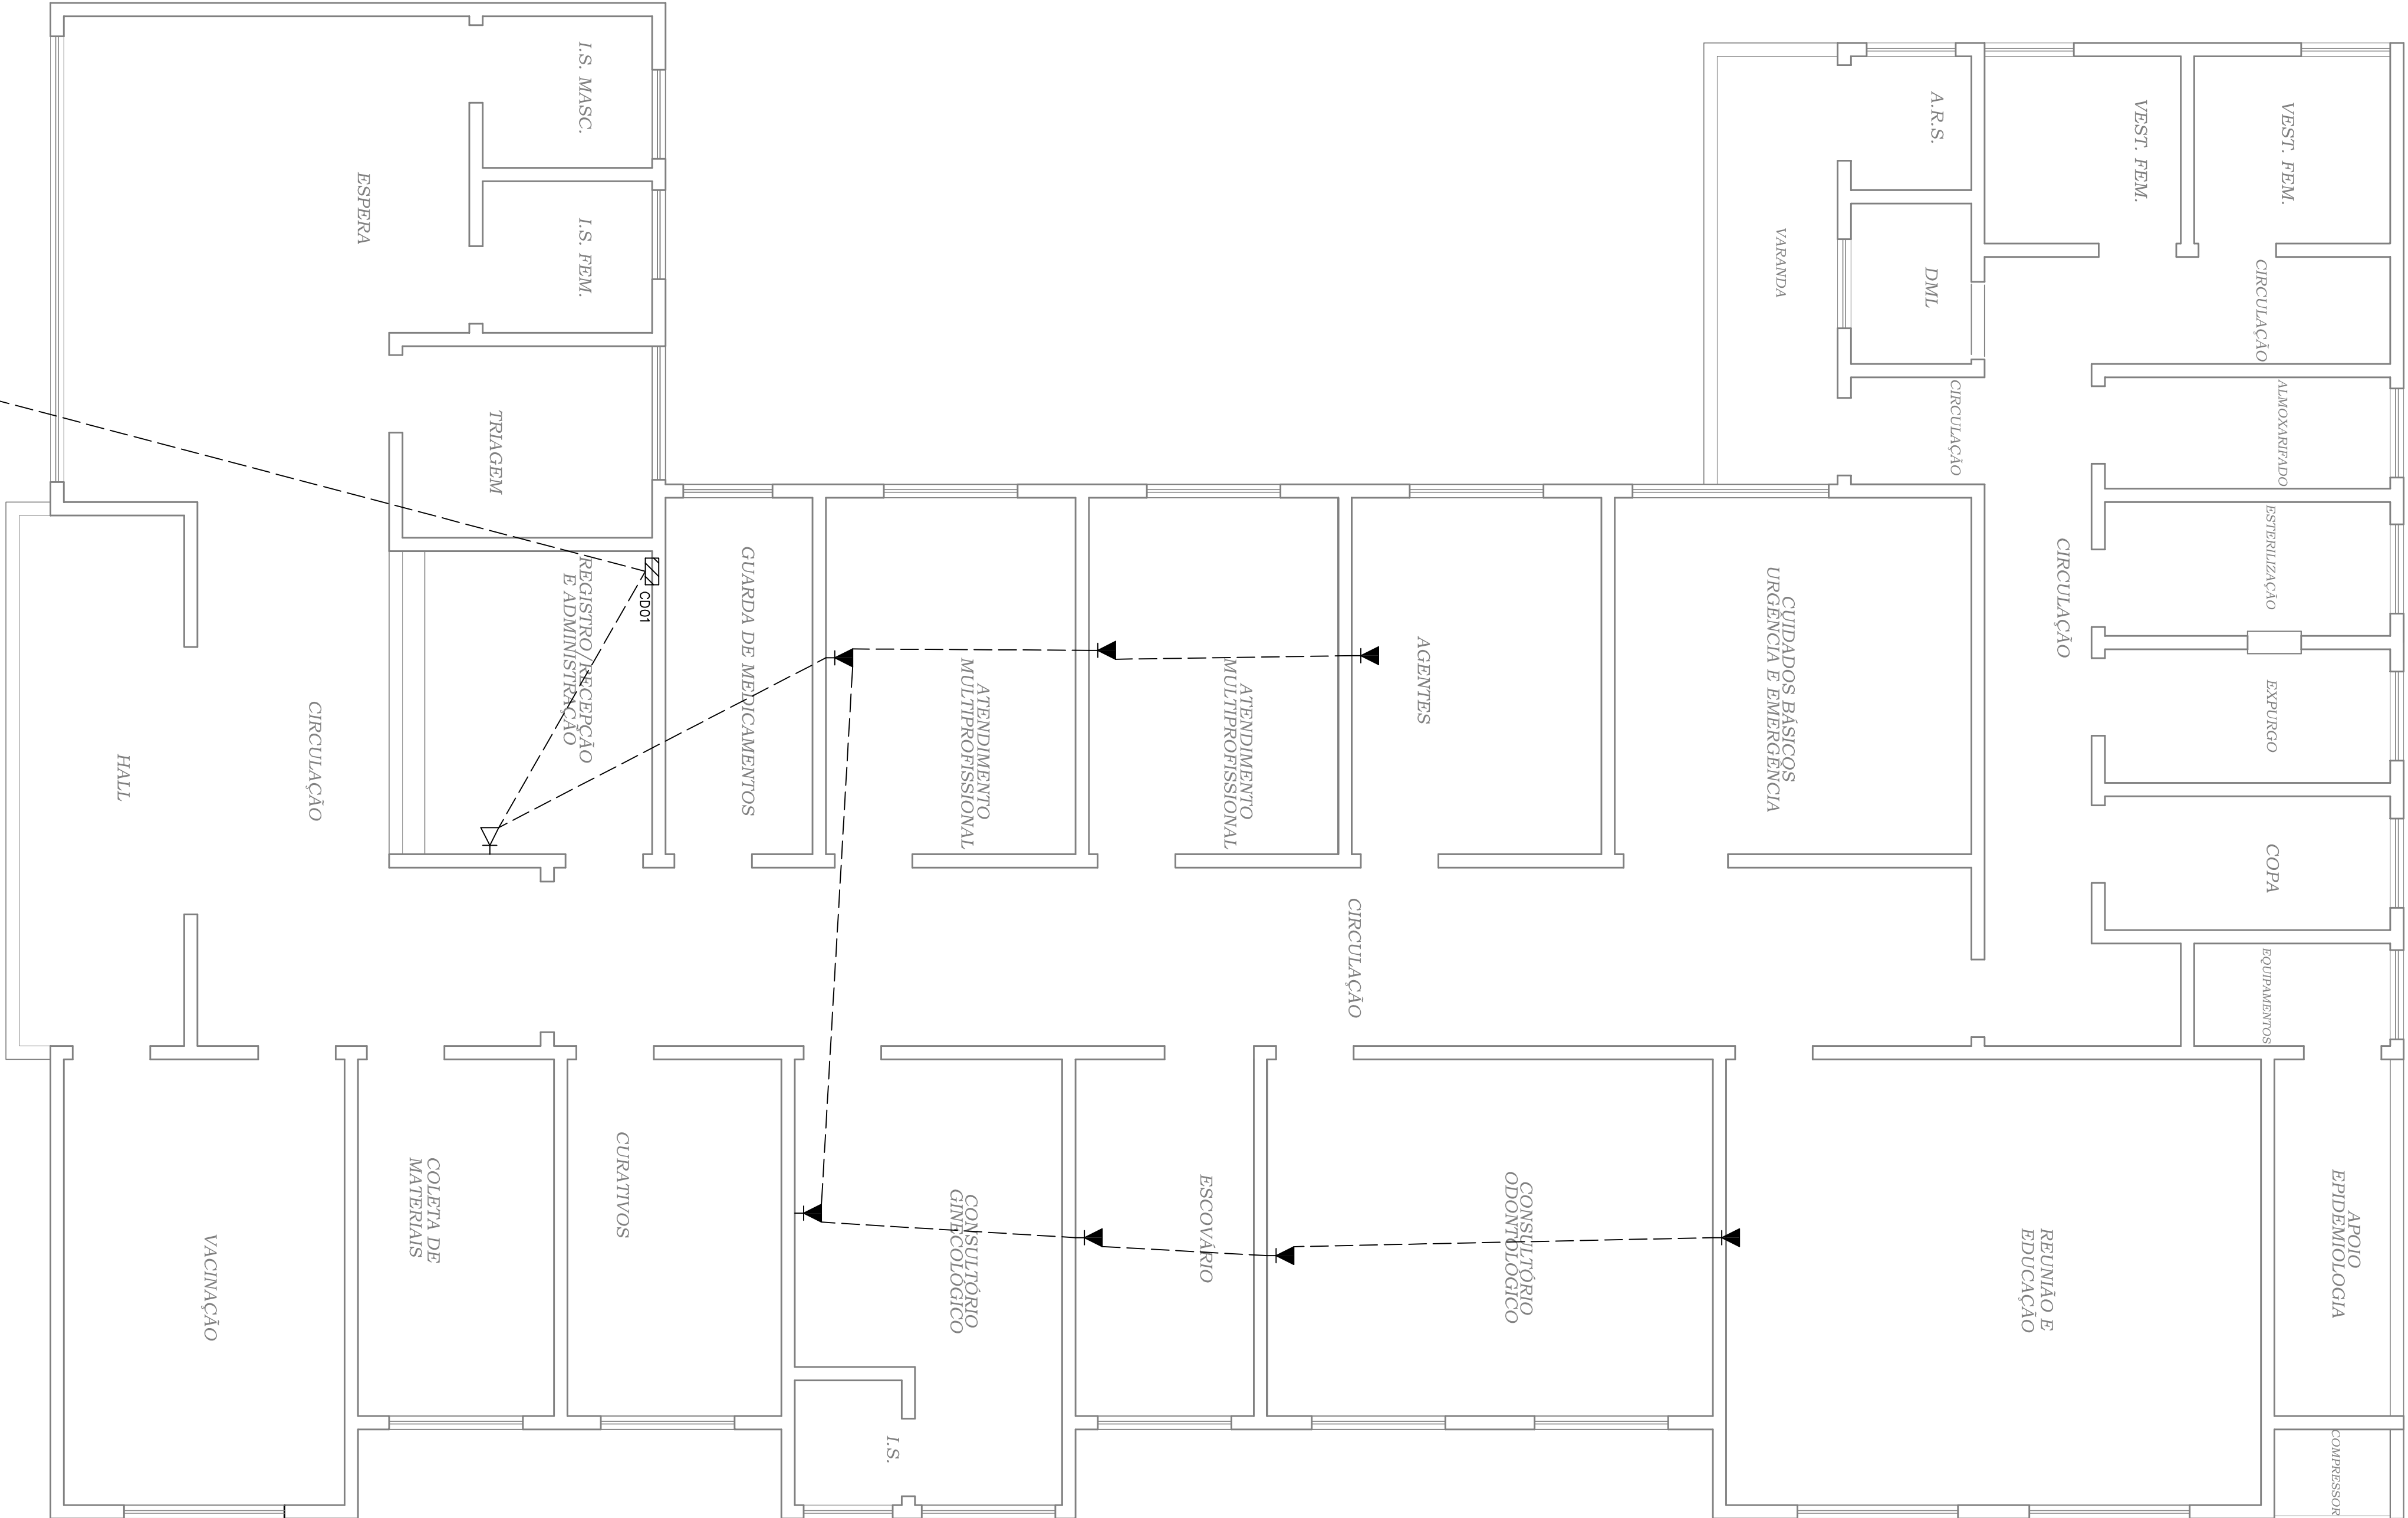 I.S. MASC.
I.S. FEM.
ESPERA
TRIAGEM
REGISTRO/RECEPÇÃO
E ADMINISTRAÇÃO
CD01
HALL
CIRCULAÇÃO
GUARDA DE MEDICAMENTOS
ATENDIMENTO
MULTIPROFISSIONAL
ATENDIMENTO
MULTIPROFISSIONAL
AGENTES
CUIDADOS BÁSICOS
URGÊNCIA E EMERGÊNCIA
VARANDA
A.R.S.
DML
CIRCULAÇÃO
VEST. FEM.
VEST. FEM.
CIRCULAÇÃO
ALMOXARIFADO
ESTERILIZAÇÃO
CIRCULAÇÃO
EXPURGO
COPA
EQUIPAMENTOS
CIRCULAÇÃO
VACINAÇÃO
COLETA DE
MATERIAIS
CURATIVOS
CONSULTÓRIO
GINECOLÓGICO
I.S.
ESCOVÁRIO
CONSULTÓRIO
ODONTOLÓGICO
REUNIÃO E
EDUCAÇÃO
APOIO
EPIDEMIOLOGIA
COMPRESSOR